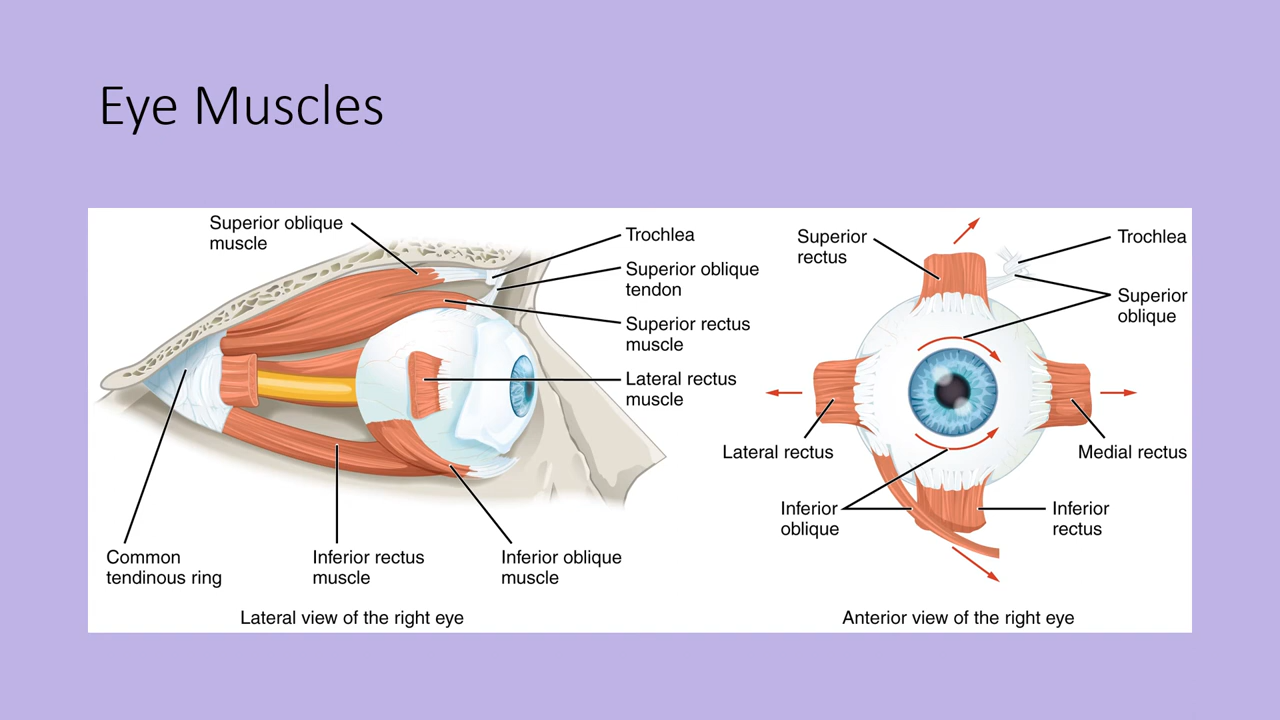 Eye Muscles
Superior oblique
muscle
Trochlea
Superior oblique
tendon
Superior rectus
muscle
Lateral rectus
muscle
Common
tendinous ring
Inferior rectus
muscle
Inferior oblique
muscle
Lateral view of the right eye
Superior
rectus
Trochlea
Superior
oblique
Lateral rectus
Medial rectus
Inferior
oblique
Inferior
rectus
Anterior view of the right eye